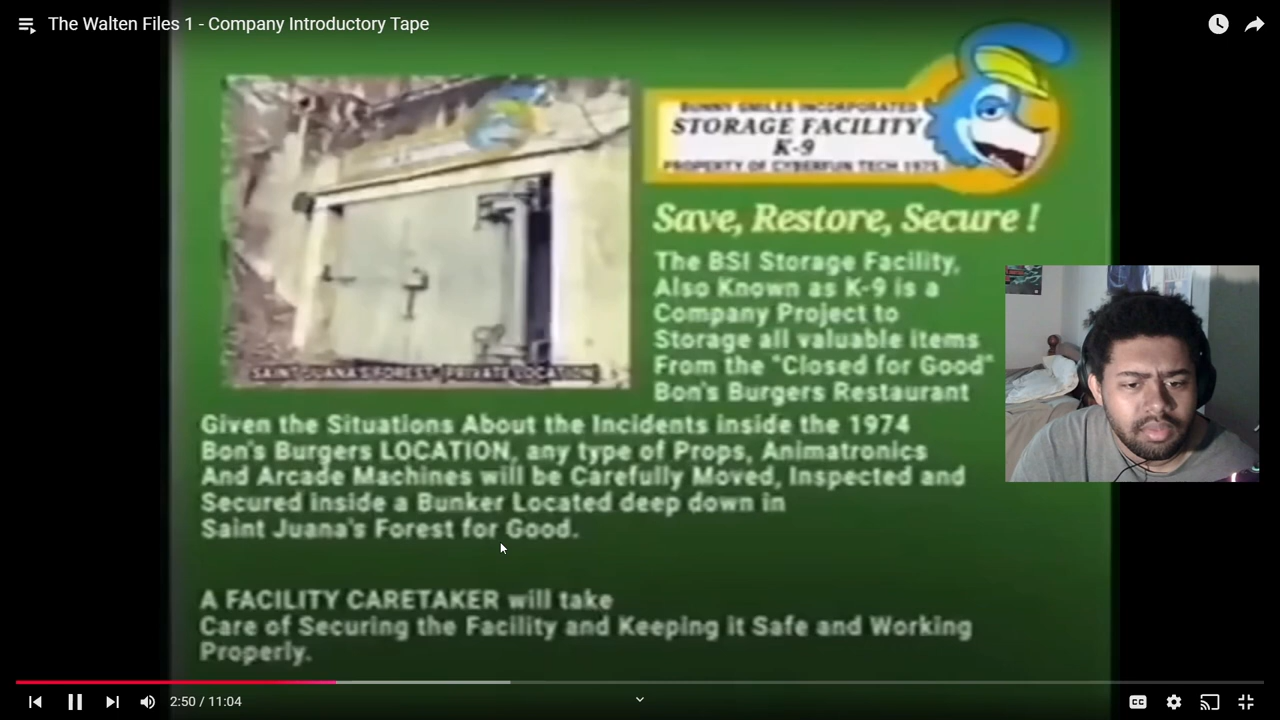 The Walten Files 1 - Company Introductory Tape
BUNNY SMILES INCORPORATED
STORAGE FACILITY
K-9
PROPERTY OF CYBERFUN TECH 1975
Save, Restore, Secure !
The BSI Storage Facility,
Also Known as K-9 is a
Company Project to
Storage all valuable items
From the "Closed for Good"
Bon's Burgers Restaurant
SAINT JUANA'S FOREST - [PRIVATE LOCATION]
Given the Situations About the Incidents inside the 1974
Bon's Burgers LOCATION, any type of Props, Animatronics
And Arcade Machines will be Carefully Moved, Inspected and
Secured inside a Bunker Located deep down in
Saint Juana's Forest for Good.
A FACILITY CARETAKER will take
Care of Securing the Facility and Keeping it Safe and Working
Properly.
2:50 / 11:04
CC